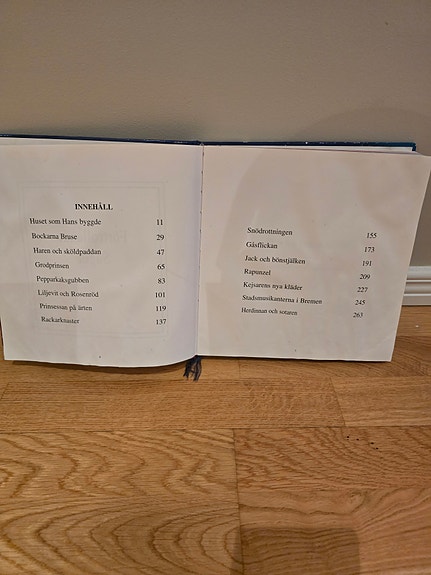 INNEHÅLL
Huset som Hans byggde 11
Bockarna Bruse 29
Haren och sköldpaddan 47
Grodprinsen 65
Pepparkaksgubben 83
Liljevit och Rosenröd 101
Prinsessan på ärten 119
Rackarknaster 137
Snödrottningen 155
Gåsflickan 173
Jack och bönstjälken 191
Rapunzel 209
Kejsarens nya kläder 227
Stadsmusikanterna i Bremen 245
Herdinnan och sotaren 263